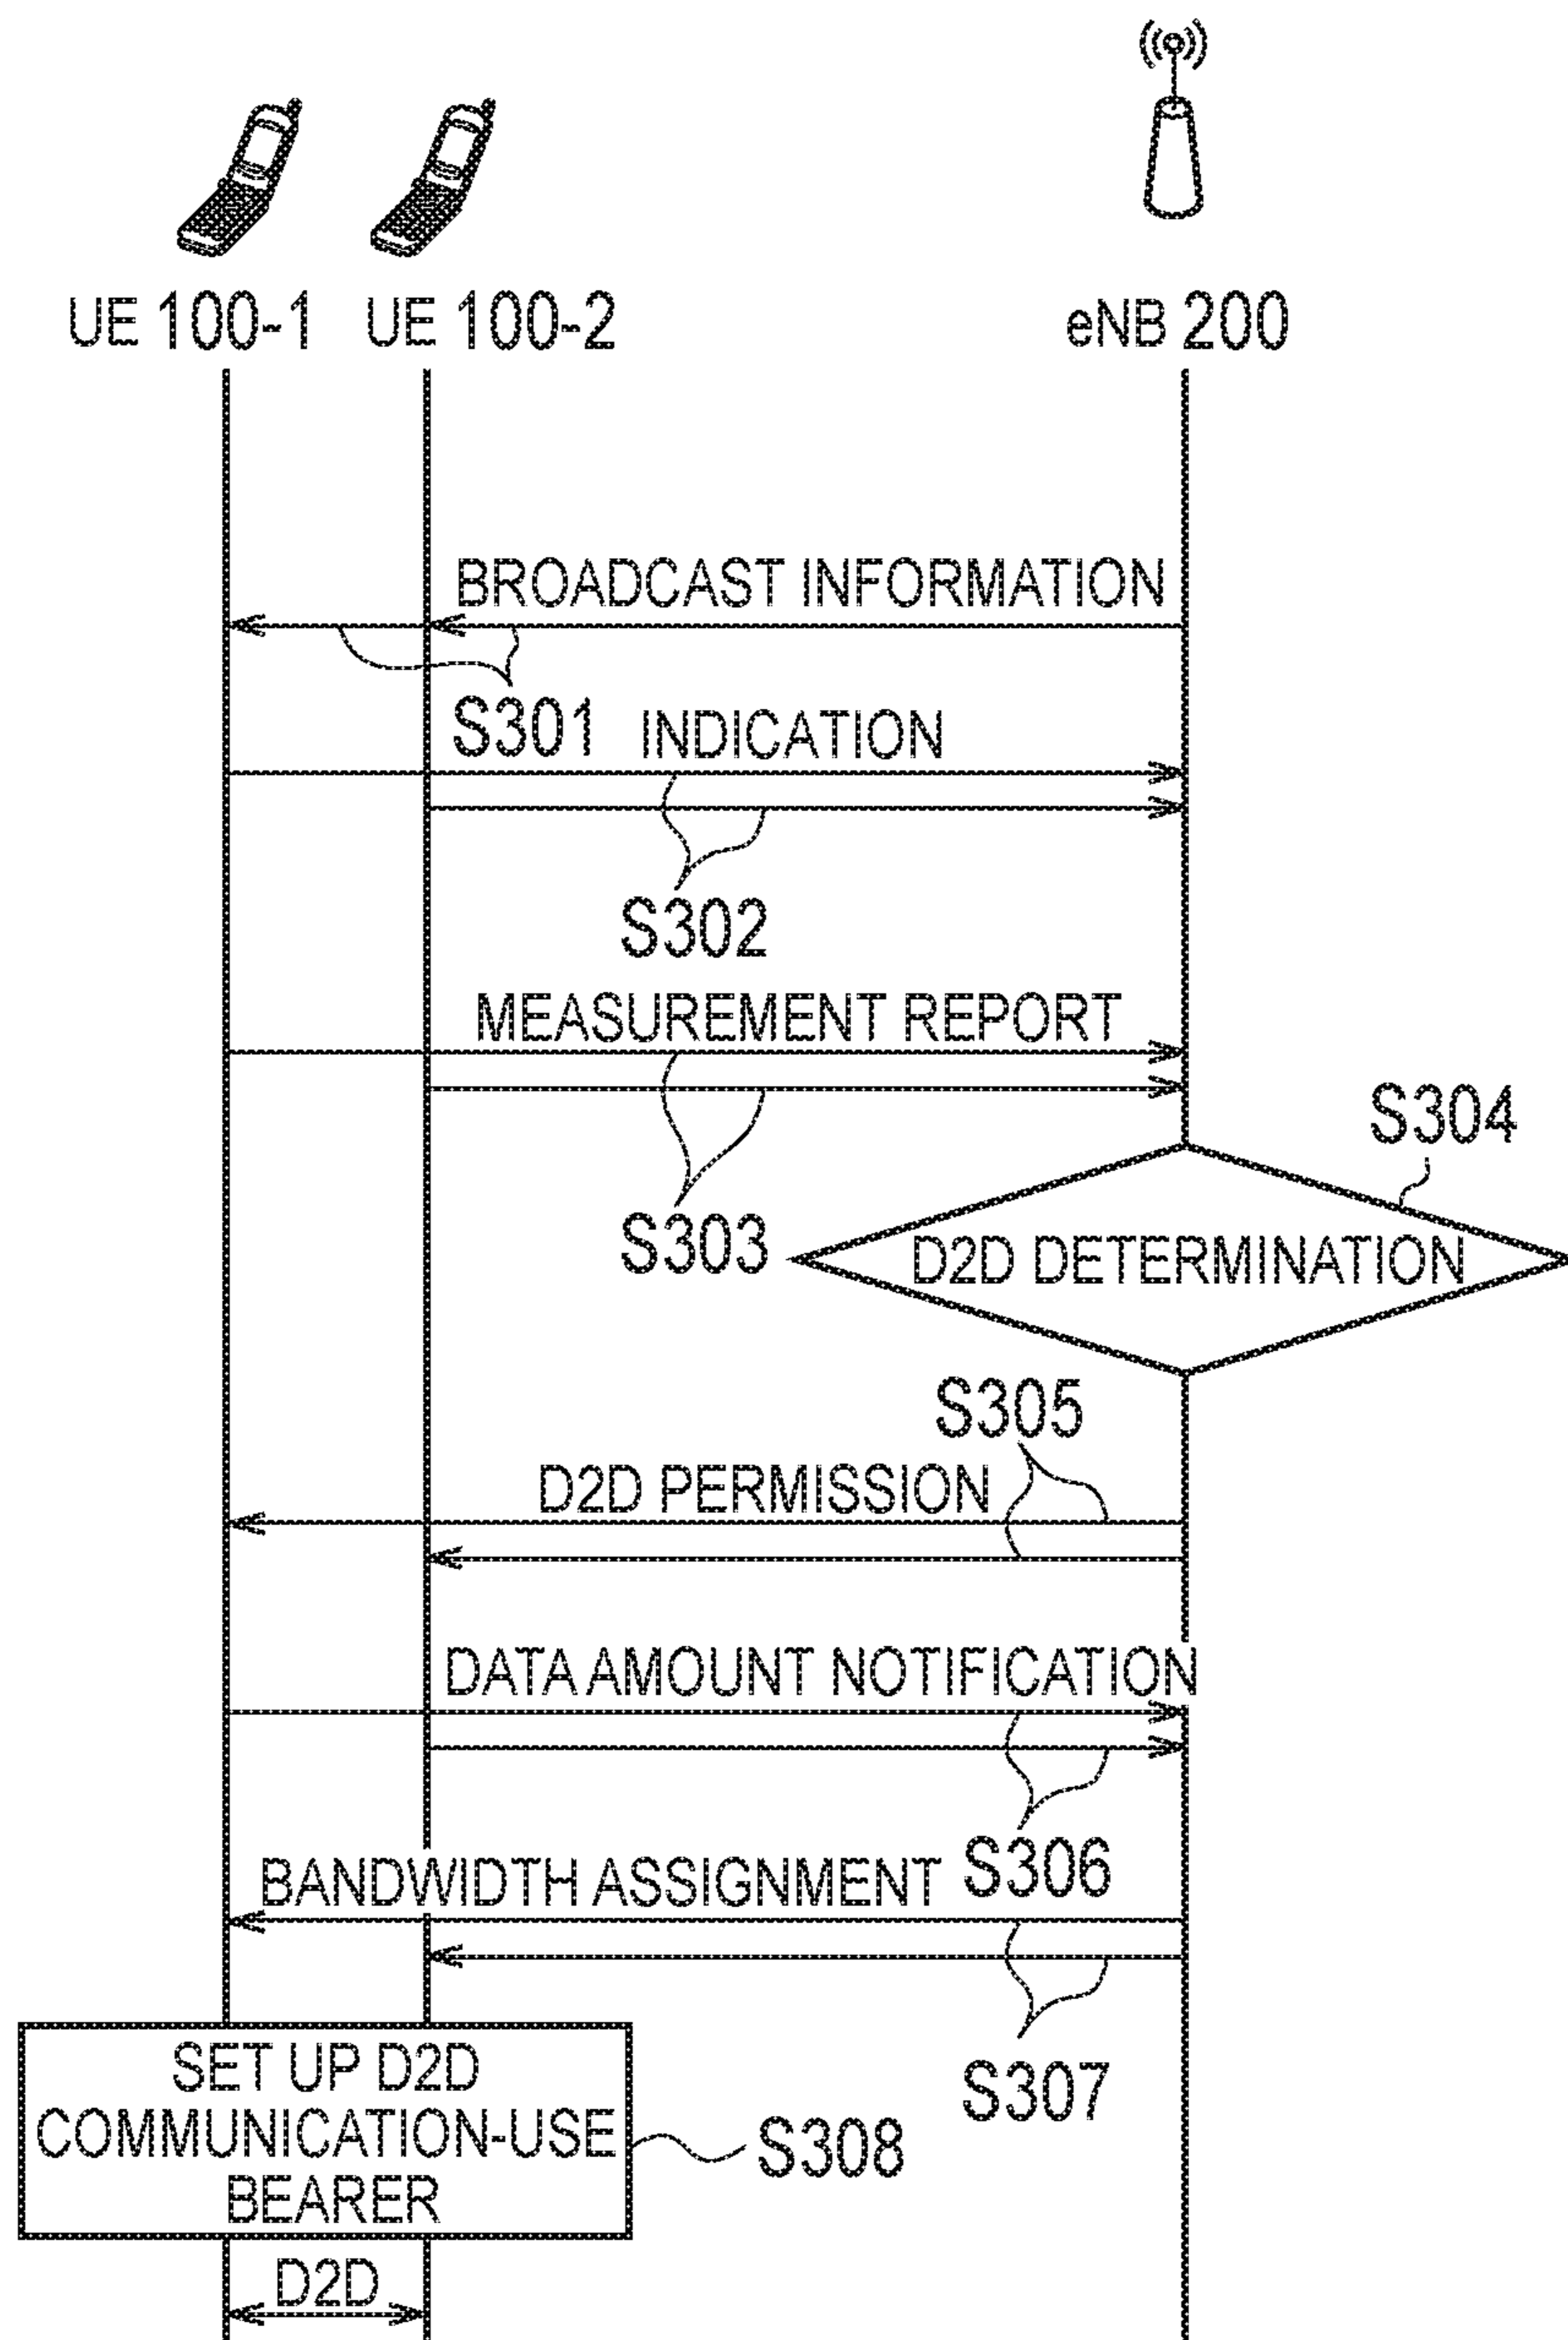 UE 100-1
UE 100-2
eNB 200
BROADCAST INFORMATION
S301
INDICATION
S302
MEASUREMENT REPORT
S303
S304
D2D DETERMINATION
S305
D2D PERMISSION
DATA AMOUNT NOTIFICATION
S306
BANDWIDTH ASSIGNMENT
S307
SET UP D2D
COMMUNICATION-USE
BEARER
S308
D2D